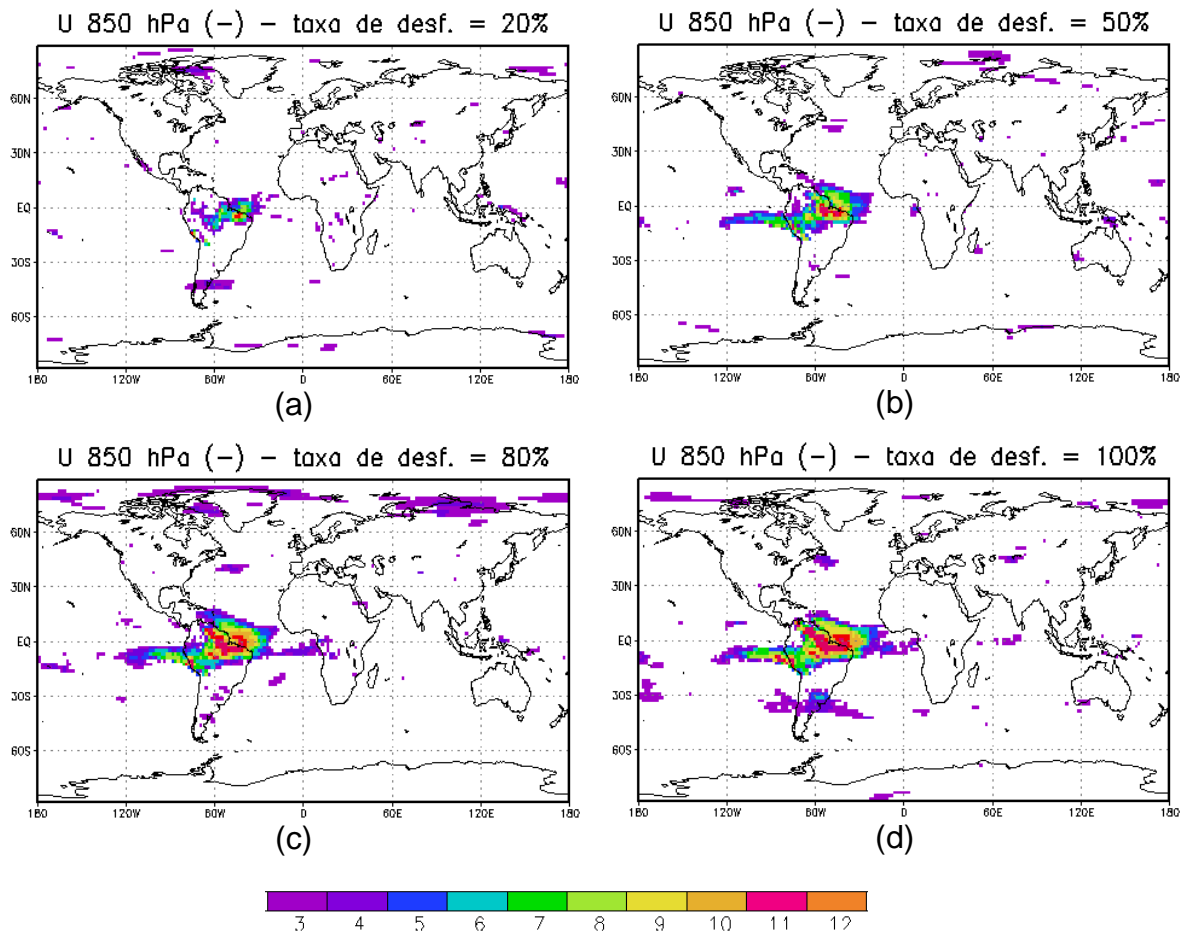 U 850 hPa (-) - taxa de desf. = 20%
60N
30N
EQ
30S
60S
180 120W 60W 0 60E 120E 180
(a)
U 850 hPa (-) - taxa de desf. = 50%
60N
30N
EQ
30S
60S
180 120W 60W 0 60E 120E 180
(b)
U 850 hPa (-) - taxa de desf. = 80%
60N
30N
EQ
30S
60S
180 120W 60W 0 60E 120E 180
(c)
U 850 hPa (-) - taxa de desf. = 100%
60N
30N
EQ
30S
60S
180 120W 60W 0 60E 120E 180
(d)
3 4 5 6 7 8 9 10 11 12